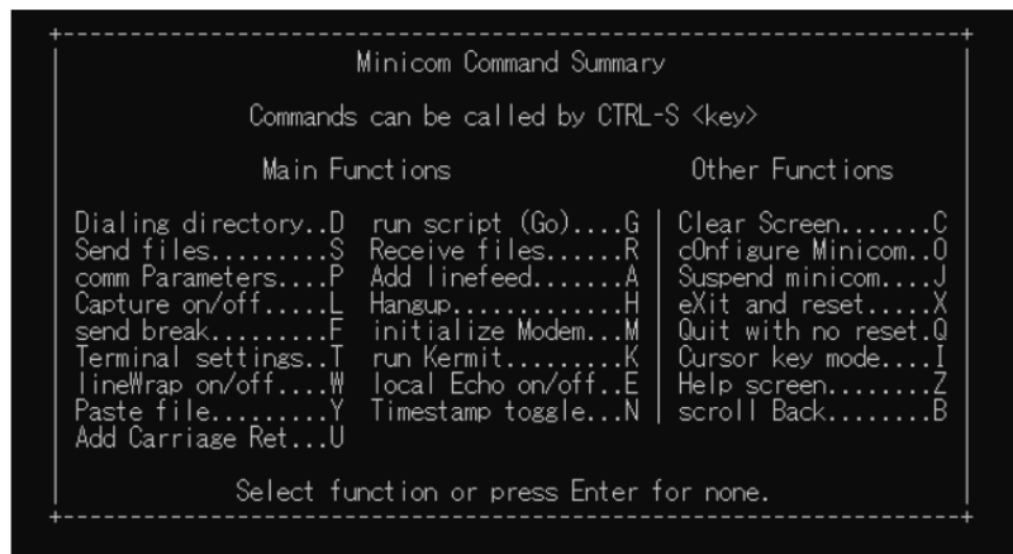 +----------------------------------------------------------------------+
Minicom Command Summary
Commands can be called by CTRL-S <key>
Main Functions Other Functions
Dialing directory..D run script (Go)....G | Clear Screen.......C
Send files.........S Receive files......R | cOnfigure Minicom..O
comm Parameters....P Add linefeed.......A | Suspend minicom....J
Capture on/off.....L Hangup.............H | eXit and reset.....X
send break.........F initialize Modem...M | Quit with no reset.Q
Terminal settings..T run Kermit.........K | Cursor key mode....I
lineWrap on/off....W local Echo on/off..E | Help screen........Z
Paste file.........Y Timestamp toggle...N | scroll Back........B
Add Carriage Ret...U
Select function or press Enter for none.
+----------------------------------------------------------------------+